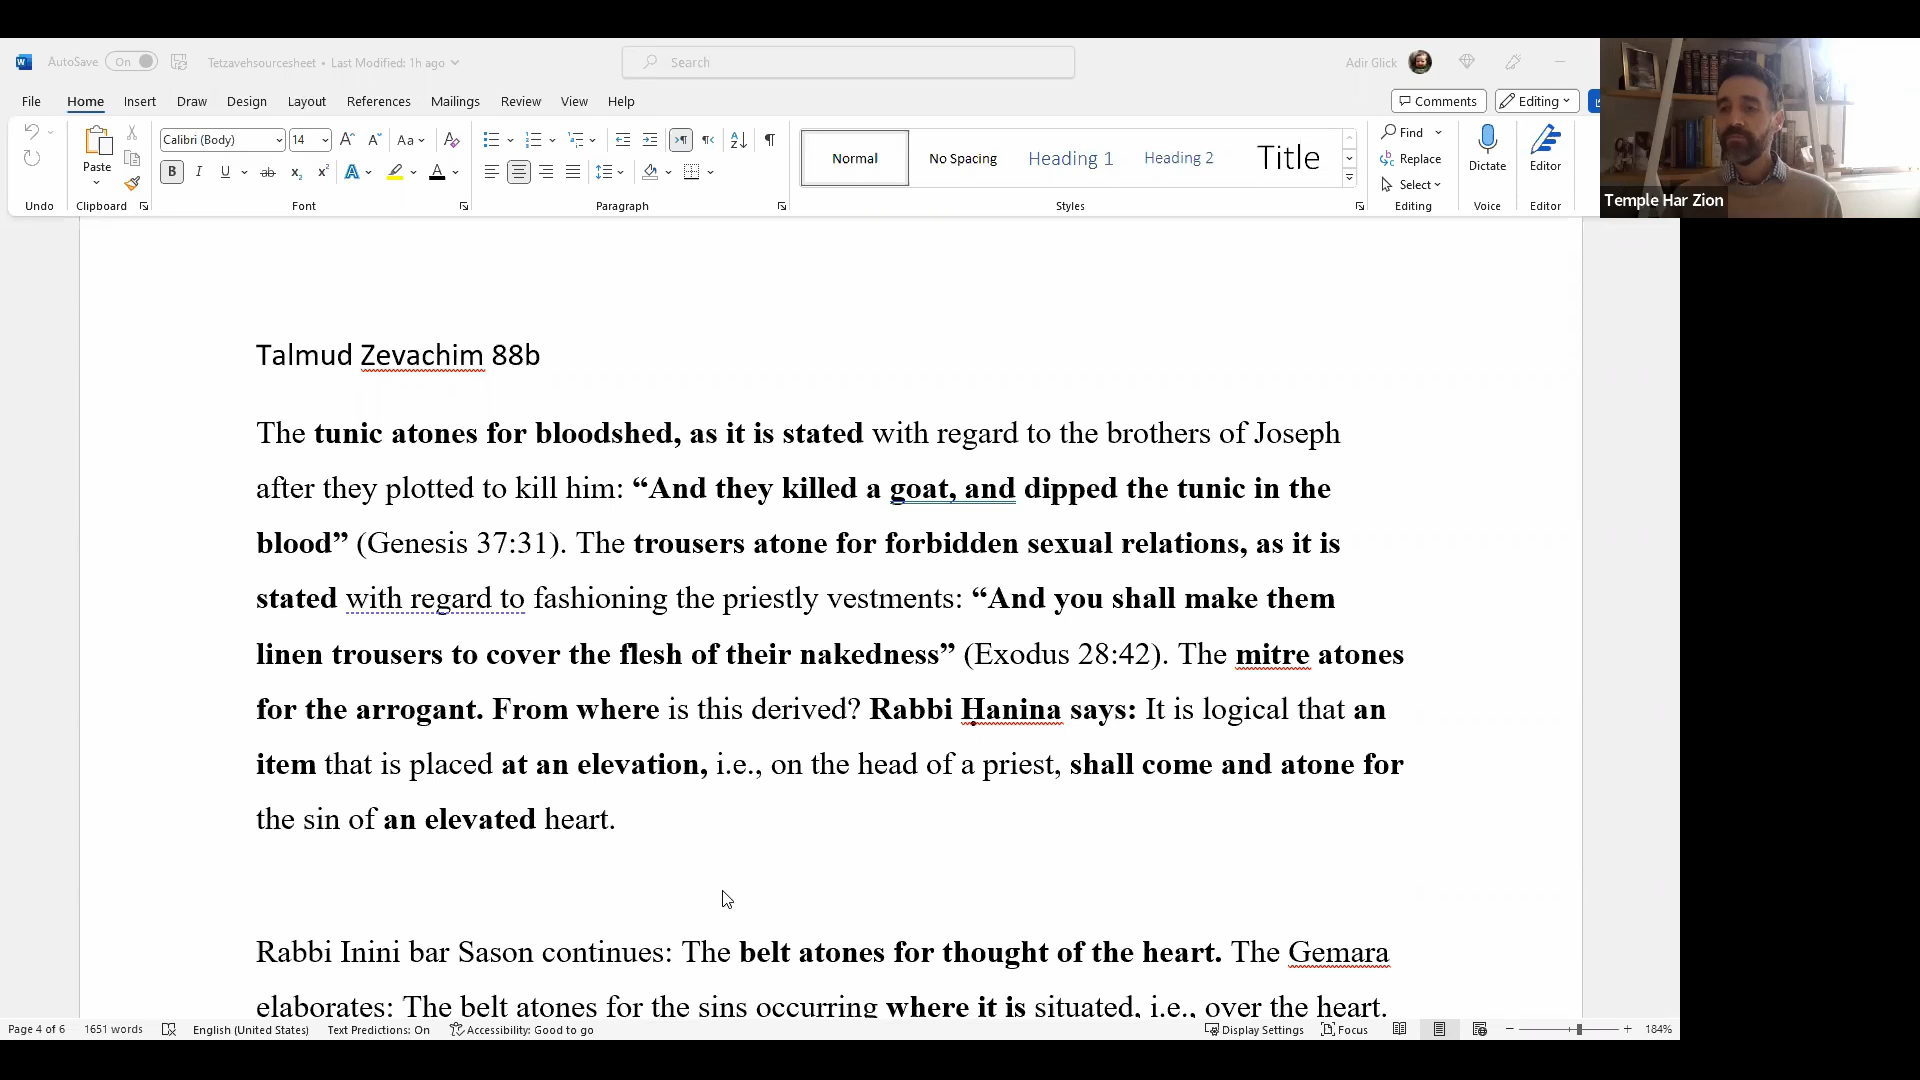 AutoSave On Tetzavehsourcesheet • Last Modified: 1h ago Search Adir Glick
File Home Insert Draw Design Layout References Mailings Review View Help Comments Editing
Calibri (Body) 14 Aa
Paste
B I U ab x₂ x² A A
Normal No Spacing Heading 1 Heading 2 Title
Find
Replace
Select
Dictate Editor
Undo Clipboard Font Paragraph Styles Editing Voice Editor
Temple Har Zion
Talmud Zevachim 88b
The tunic atones for bloodshed, as it is stated with regard to the brothers of Joseph
after they plotted to kill him: “And they killed a goat, and dipped the tunic in the
blood” (Genesis 37:31). The trousers atone for forbidden sexual relations, as it is
stated with regard to fashioning the priestly vestments: “And you shall make them
linen trousers to cover the flesh of their nakedness” (Exodus 28:42). The mitre atones
for the arrogant. From where is this derived? Rabbi Ḥanina says: It is logical that an
item that is placed at an elevation, i.e., on the head of a priest, shall come and atone for
the sin of an elevated heart.
Rabbi Inini bar Sason continues: The belt atones for thought of the heart. The Gemara
elaborates: The belt atones for the sins occurring where it is situated, i.e., over the heart.
Page 4 of 6 1651 words English (United States) Text Predictions: On Accessibility: Good to go Display Settings Focus 184%